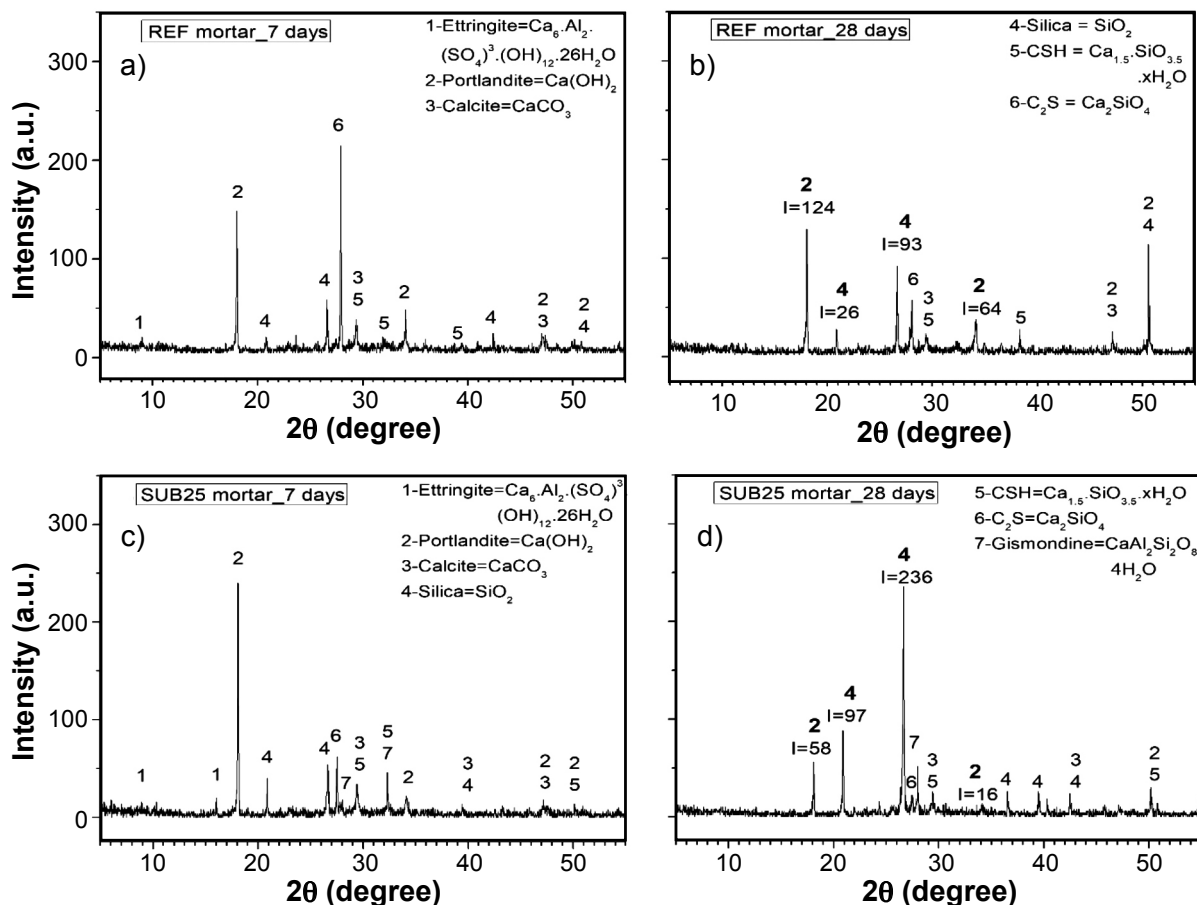 REF mortar_7 days
a)
1-Ettringite=Ca6.Al2.
(SO4)3.(OH)12.26H2O
2-Portlandite=Ca(OH)2
3-Calcite=CaCO3
Intensity (a.u.)
300
200
100
0
1
2
4
4
6
3
5
5
2
5
4
2
3
2
4
10 20 30 40 50
2θ (degree)
REF mortar_28 days
b)
4-Silica = SiO2
5-CSH = Ca1.5.SiO3.5
.xH2O
6-C2S = Ca2SiO4
2
I=124
4
I=26
4
I=93
6
3
5
2
I=64
5
2
3
2
4
10 20 30 40 50
2θ (degree)
SUB25 mortar_7 days
c)
1-Ettringite=Ca6.Al2.(SO4)3
(OH)12.26H2O
2-Portlandite=Ca(OH)2
3-Calcite=CaCO3
4-Silica=SiO2
Intensity (a.u.)
300
200
100
0
1
1
2
4
4
6
7
3
5
5
7
2
3
4
2
3
2
5
10 20 30 40 50
2θ (degree)
SUB25 mortar_28 days
d)
5-CSH=Ca1.5.SiO3.5.xH2O
6-C2S=Ca2SiO4
7-Gismondine=CaAl2Si2O8
4H2O
2
I=58
4
I=97
4
I=236
7
6
3
5
2
I=16
4
4
3
4
2
5
10 20 30 40 50
2θ (degree)